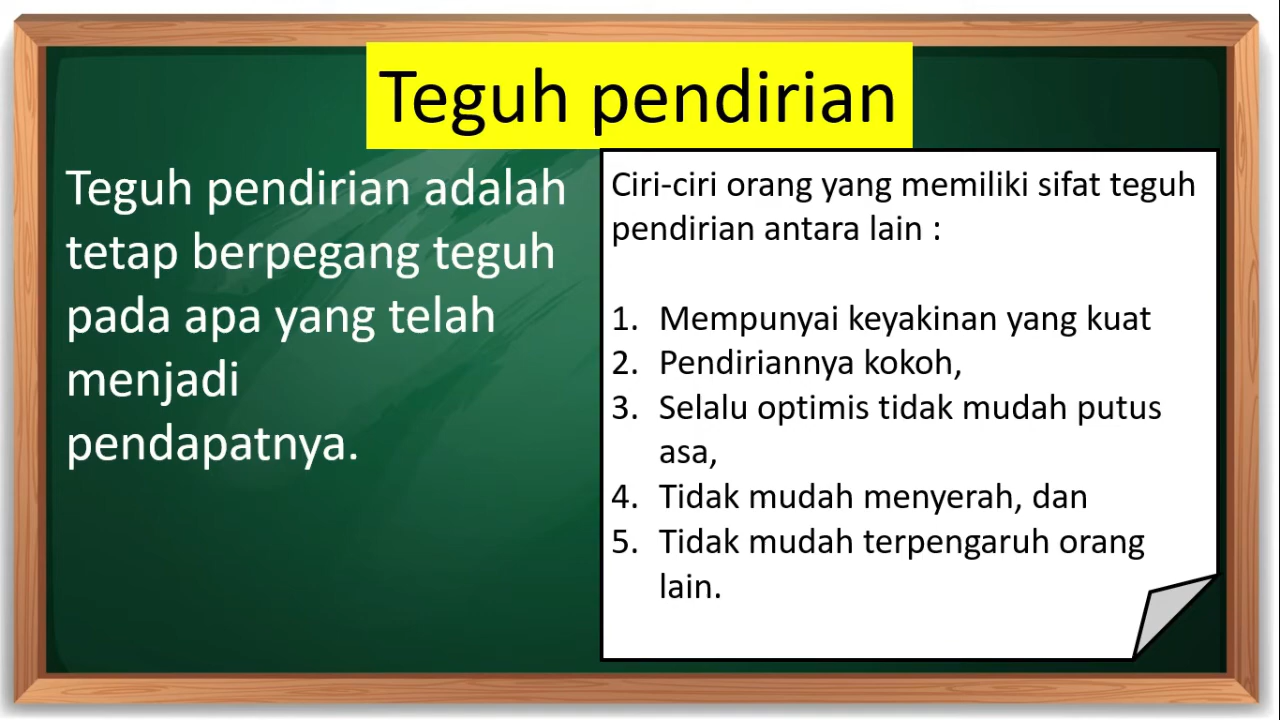 Teguh pendirian
Teguh pendirian adalah
tetap berpegang teguh
pada apa yang telah
menjadi
pendapatnya.
Ciri-ciri orang yang memiliki sifat teguh
pendirian antara lain :
1. Mempunyai keyakinan yang kuat
2. Pendiriannya kokoh,
3. Selalu optimis tidak mudah putus
asa,
4. Tidak mudah menyerah, dan
5. Tidak mudah terpengaruh orang
lain.